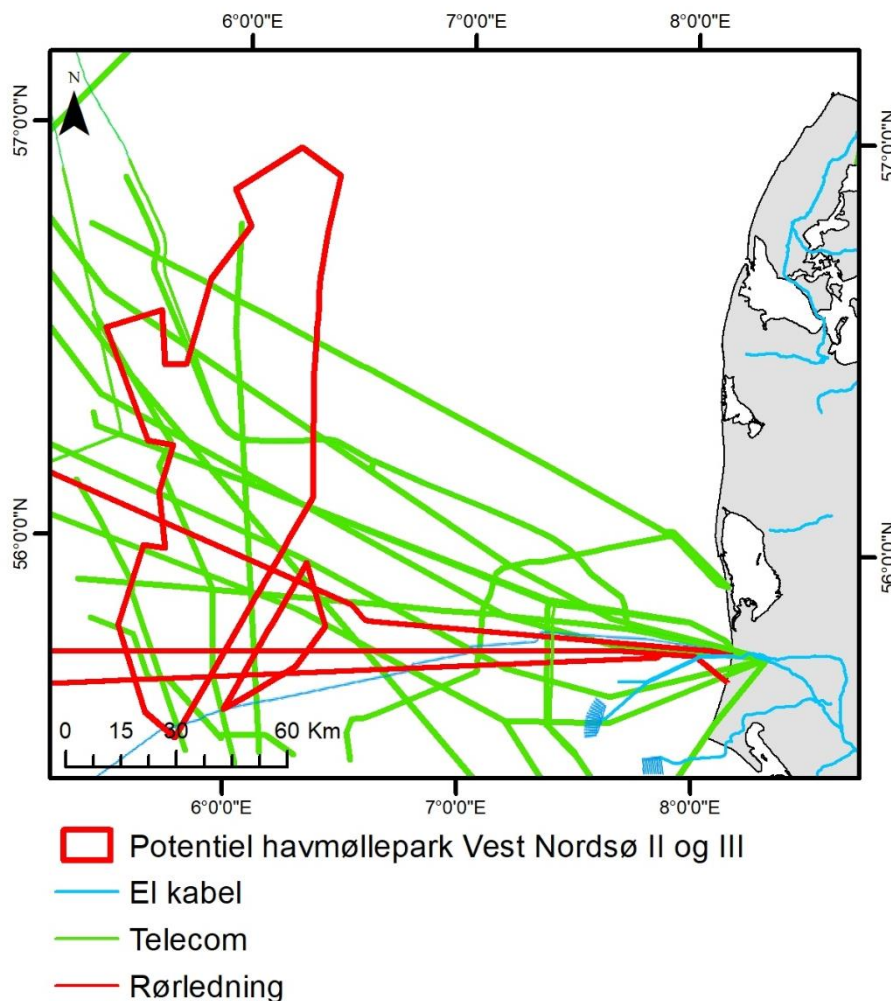 6°0'0"E 7°0'0"E 8°0'0"E
N
57°0'0"N
57°0'0"N
56°0'0"N
56°0'0"N
0 15 30 60 Km
6°0'0"E 7°0'0"E 8°0'0"E
Potentiel havmøllepark Vest Nordsø II og III
El kabel
Telecom
Rørledning